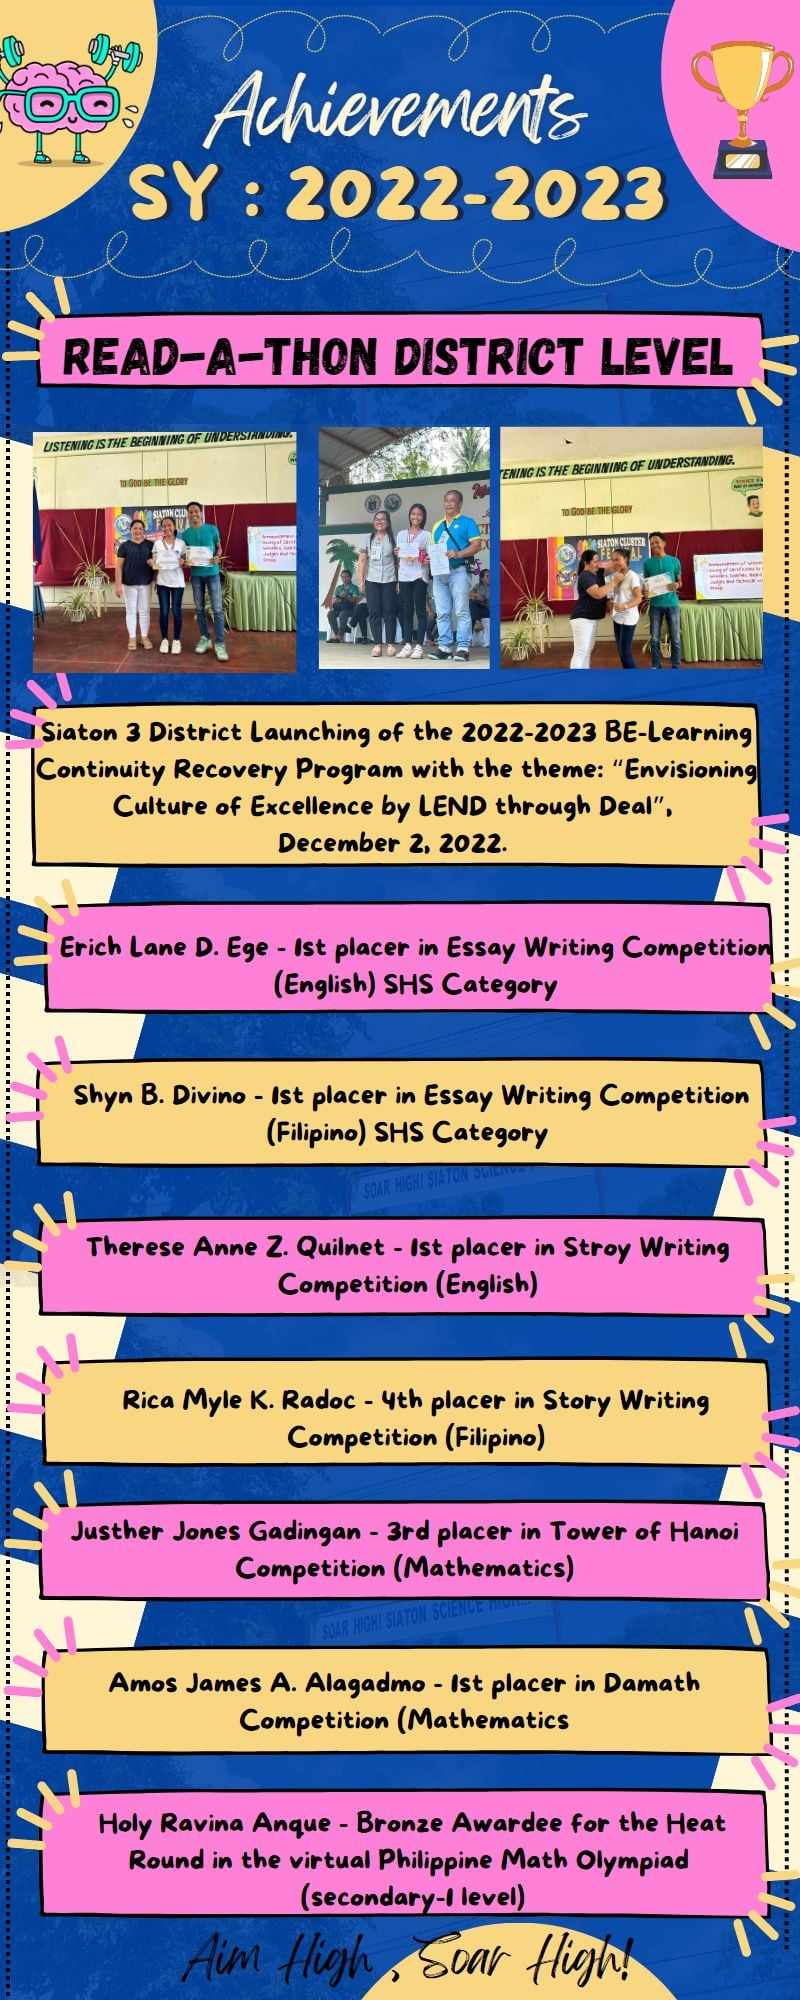 Achievements
SY : 2022-2023
READ-A-THON DISTRICT LEVEL
LISTENING IS THE BEGINNING OF UNDERSTANDING.
TO GOD BE THE GLORY
SIATON CLUSTER
TENING IS THE BEGINNING OF UNDERSTANDING.
TO GOD BE THE GLORY
SIATON CLUSTER
FESTIVAL
Siaton 3 District Launching of the 2022-2023 BE-Learning
Continuity Recovery Program with the theme: “Envisioning
Culture of Excellence by LEND through Deal”,
December 2, 2022.
Erich Lane D. Ege - 1st placer in Essay Writing Competition
(English) SHS Category
Shyn B. Divino - 1st placer in Essay Writing Competition
(Filipino) SHS Category
SOAR HIGH! SIATON SCIENCE
Therese Anne Z. Quilnet - 1st placer in Stroy Writing
Competition (English)
Rica Myle K. Radoc - 4th placer in Story Writing
Competition (Filipino)
Justher Jones Gadingan - 3rd placer in Tower of Hanoi
Competition (Mathematics)
SOAR HIGH! SIATON SCIENCE HIGH
Amos James A. Alagadmo - 1st placer in Damath
Competition (Mathematics
Holy Ravina Anque - Bronze Awardee for the Heat
Round in the virtual Philippine Math Olympiad
(secondary-1 level)
Aim High , Soar High!